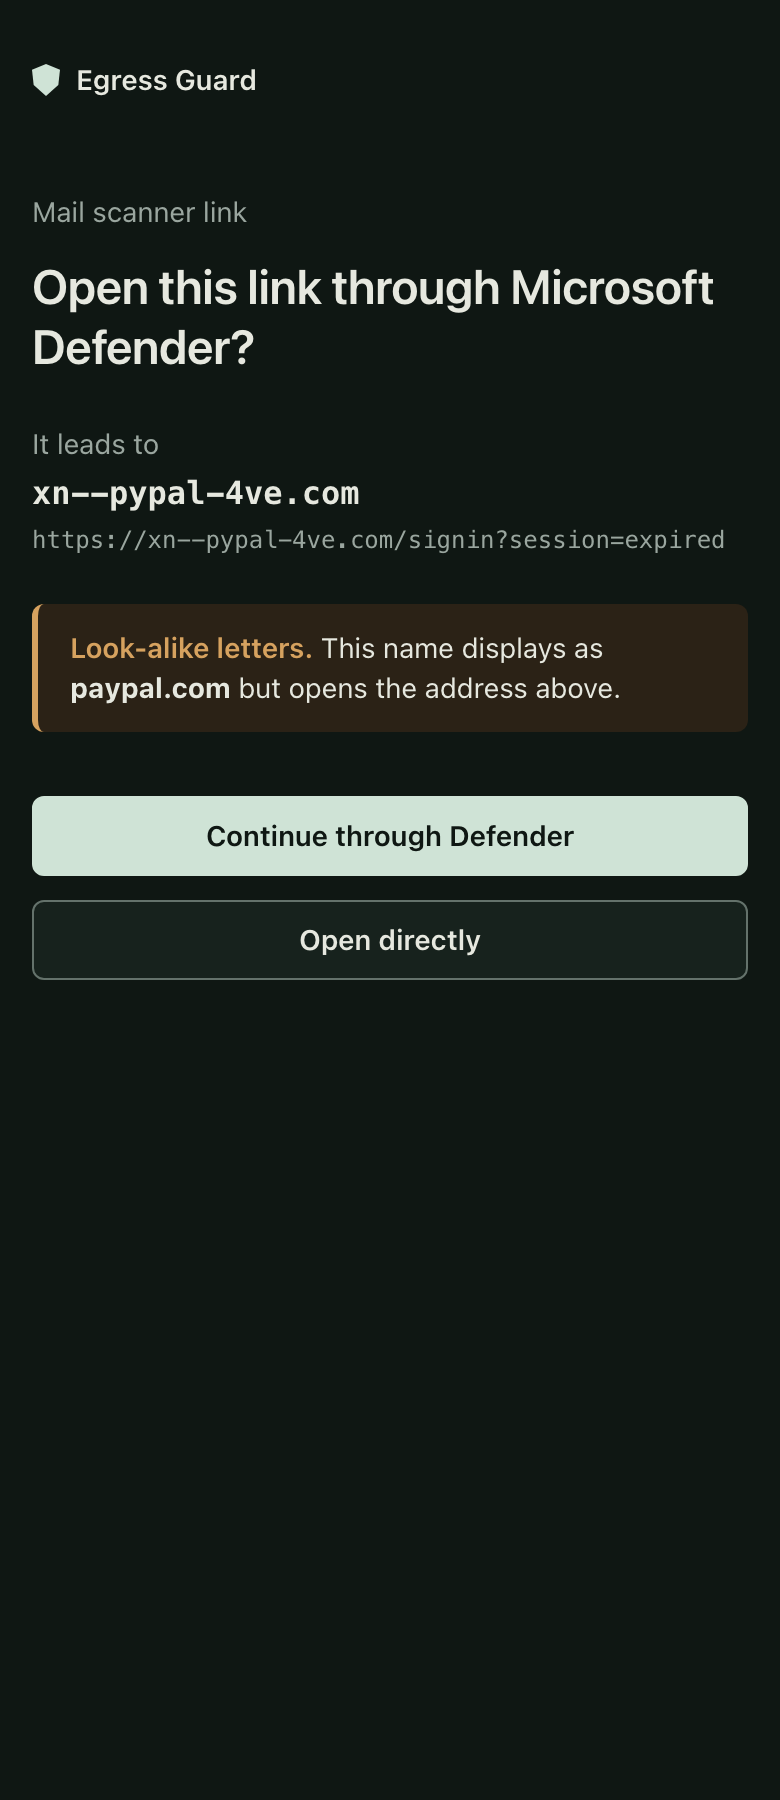 Egress Guard
Mail scanner link
Open this link through Microsoft
Defender?
It leads to
xn--pypal-4ve.com
https://xn--pypal-4ve.com/signin?session=expired
Look-alike letters. This name displays as
paypal.com but opens the address above.
Continue through Defender
Open directly